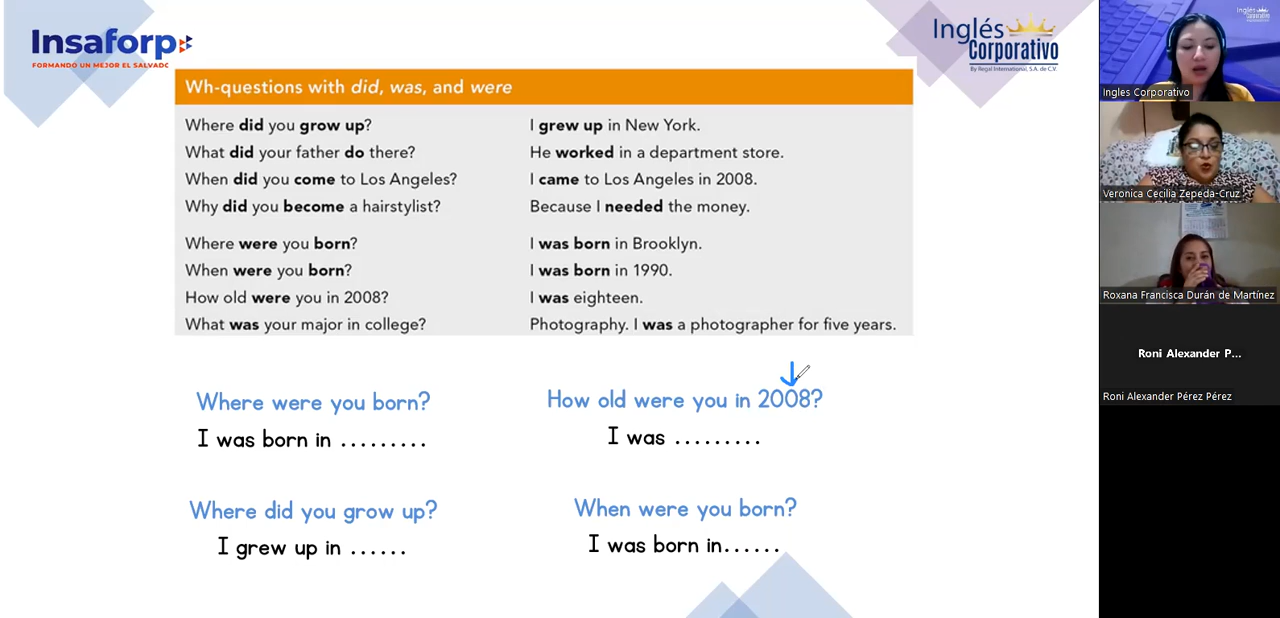 Insaforp
FORMANDO UN MEJOR EL SALVADOR
Inglés
Corporativo
By Regal International, S.A. de C.V.
Wh-questions with did, was, and were
Where did you grow up? I grew up in New York.
What did your father do there? He worked in a department store.
When did you come to Los Angeles? I came to Los Angeles in 2008.
Why did you become a hairstylist? Because I needed the money.
Where were you born? I was born in Brooklyn.
When were you born? I was born in 1990.
How old were you in 2008? I was eighteen.
What was your major in college? Photography. I was a photographer for five years.
Where were you born?
I was born in .........
How old were you in 2008?
I was .........
Where did you grow up?
I grew up in ......
When were you born?
I was born in......
Inglés
Ingles Corporativo
Veronica Cecilia Zepeda-Cruz
Roxana Francisca Durán de Martínez
Roni Alexander P...
Roni Alexander Pérez Pérez